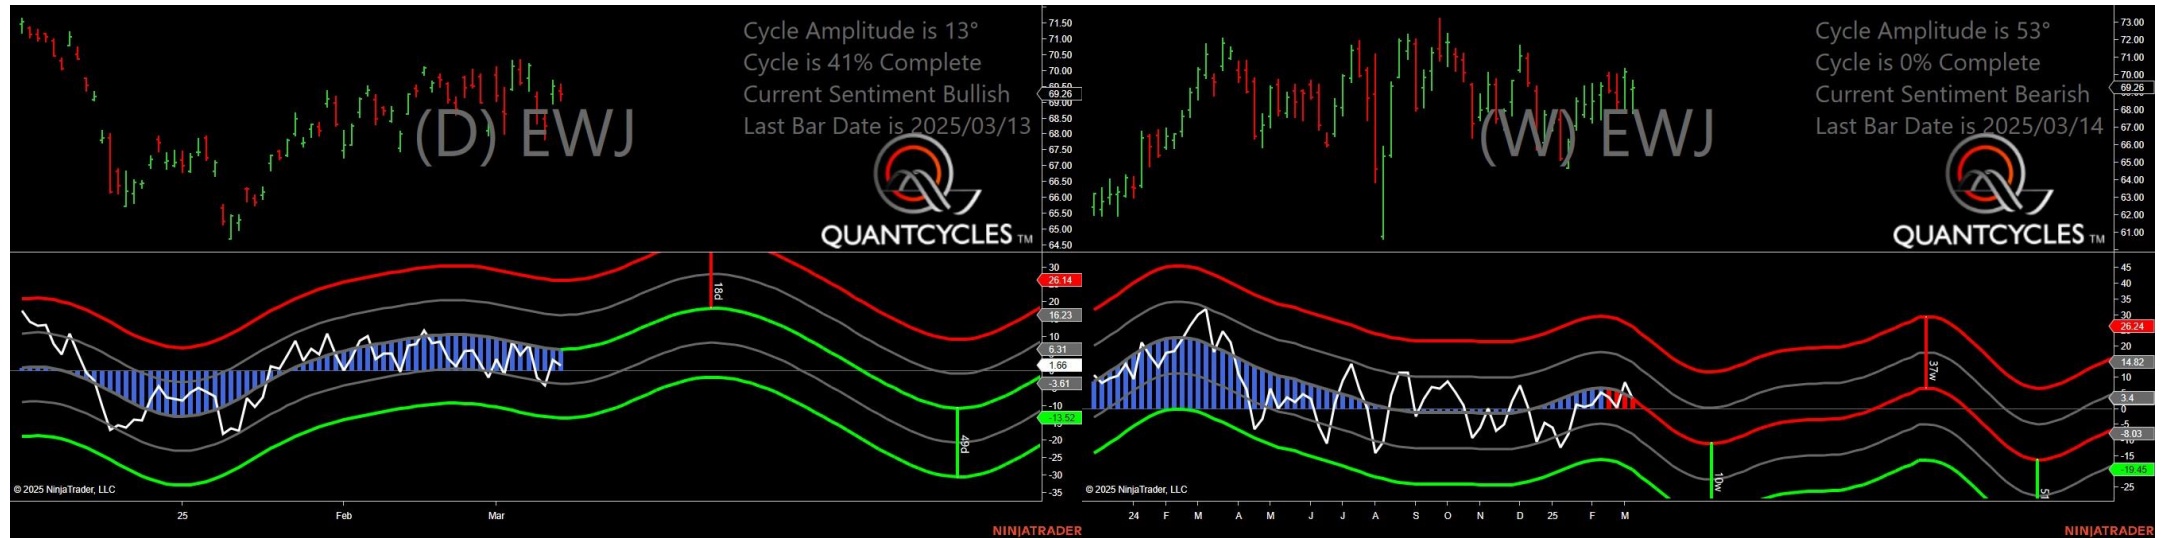 Cycle Amplitude is 13°
Cycle is 41% Complete
Current Sentiment Bullish
Last Bar Date is 2025/03/13
(D) EWJ
QUANTCYCLES TM
71.50
71.00
70.50
70.00
69.26
69.00
68.50
68.00
67.50
67.00
66.50
66.00
65.50
65.00
64.50
30
26.14
20
16.23
10
6.31
1.66
-3.61
-10
-13.52
-20
-25
-30
-35
18d
49d
© 2025 NinjaTrader, LLC
25 Feb Mar
NINJATRADER
Cycle Amplitude is 53°
Cycle is 0% Complete
Current Sentiment Bearish
Last Bar Date is 2025/03/14
(W) EWJ
QUANTCYCLES TM
73.00
72.00
71.00
70.00
69.26
68.00
67.00
66.00
65.00
64.00
63.00
62.00
61.00
45
40
35
30
26.24
20
14.82
10
3.4
0
-5
-8.03
-15
-19.45
-25
37w
10w
© 2025 NinjaTrader, LLC
24 F M A M J J A S O N D 25 F M
NINJATRADER